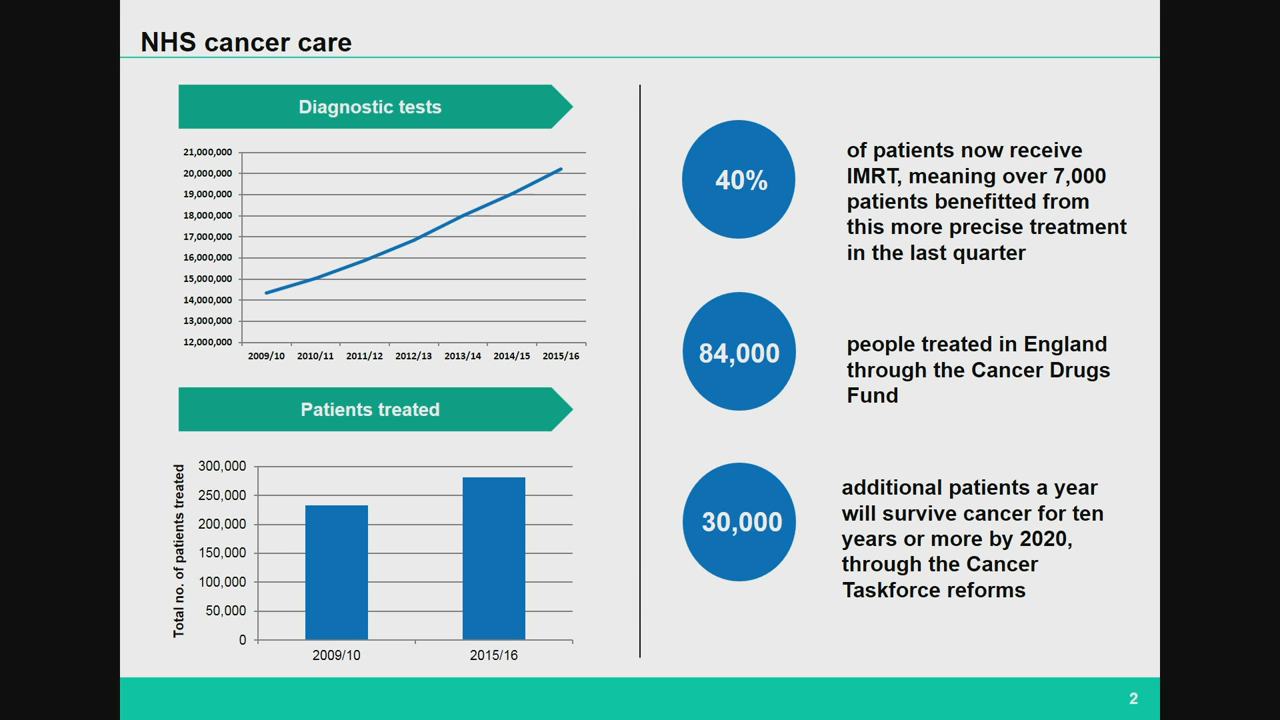 NHS cancer care
Diagnostic tests
21,000,000
20,000,000
19,000,000
18,000,000
17,000,000
16,000,000
15,000,000
14,000,000
13,000,000
12,000,000
2009/10 2010/11 2011/12 2012/13 2013/14 2014/15 2015/16
Patients treated
Total no. of patients treated
300,000
250,000
200,000
150,000
100,000
50,000
0
2009/10 2015/16
40%
of patients now receive
IMRT, meaning over 7,000
patients benefitted from
this more precise treatment
in the last quarter
84,000
people treated in England
through the Cancer Drugs
Fund
30,000
additional patients a year
will survive cancer for ten
years or more by 2020,
through the Cancer
Taskforce reforms
2